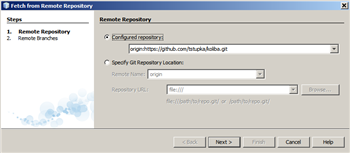 Fetch from Remote Repository
Steps
1. Remote Repository
2. Remote Branches
Remote Repository
Configured repository:
origin:https://github.com/tstupka/koliba.git
Specify Git Repository Location:
Remote Name: origin
Repository URL: file:/// Browse...
file:///path/to/repo.git/ or /path/to/repo.git/
< Back Next > Finish Cancel Help